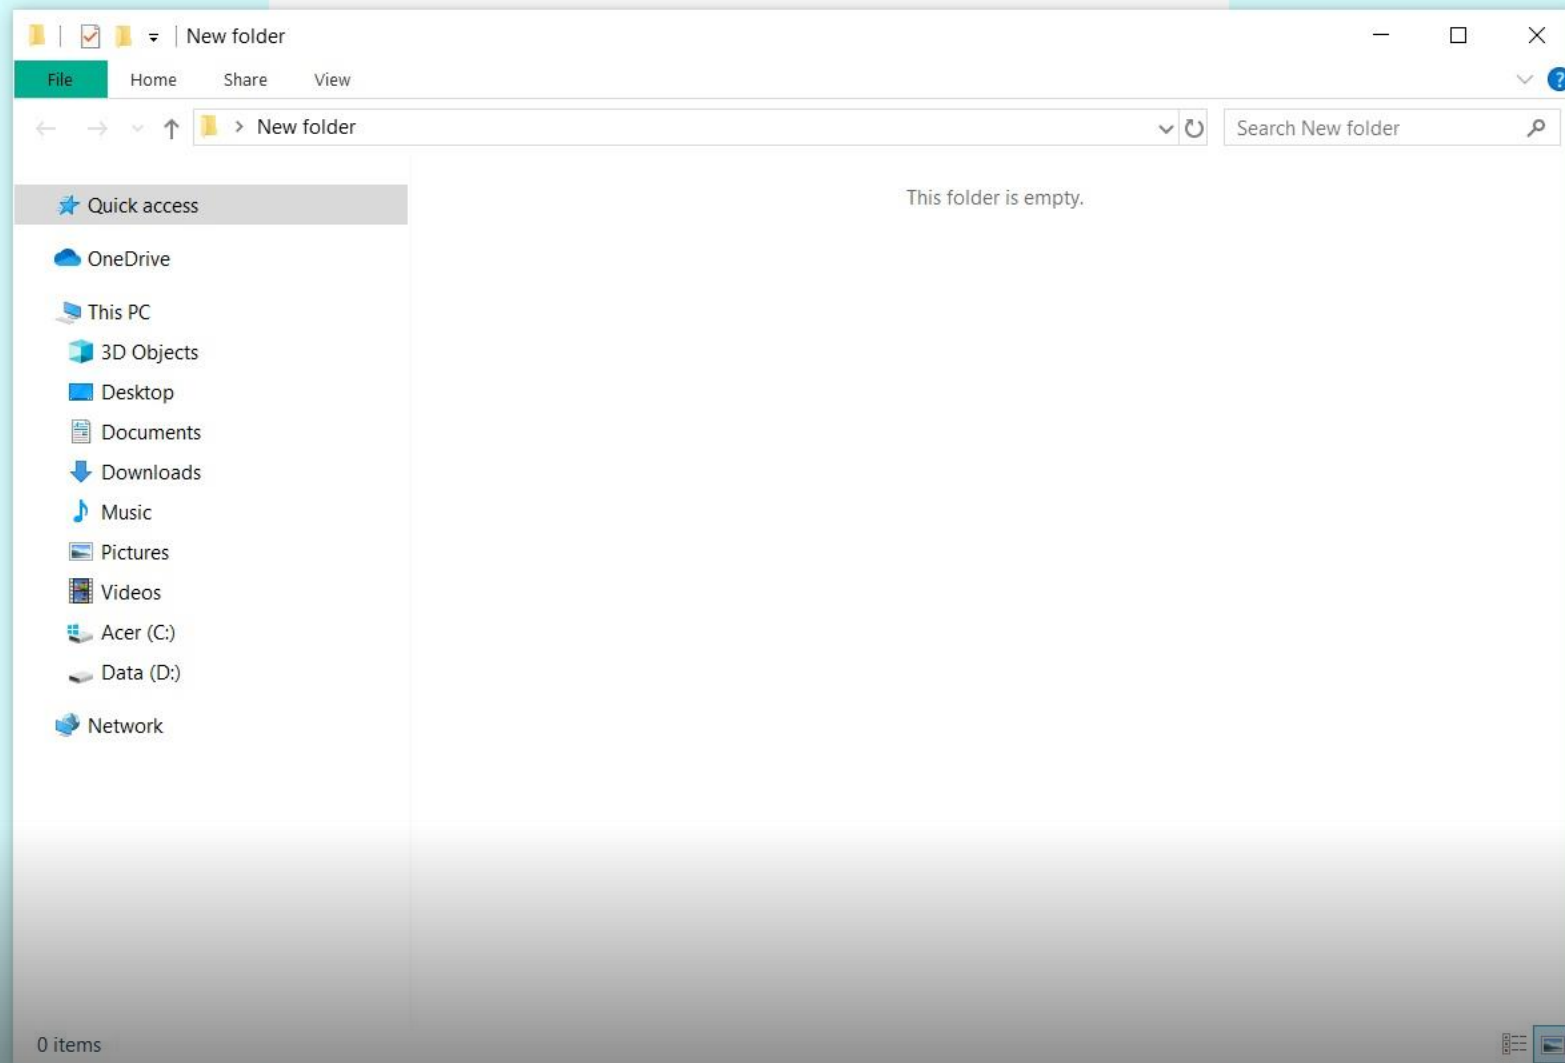 New folder
File Home Share View
> New folder
Search New folder
Quick access
This folder is empty.
OneDrive
This PC
3D Objects
Desktop
Documents
Downloads
Music
Pictures
Videos
Acer (C:)
Data (D:)
Network
0 items